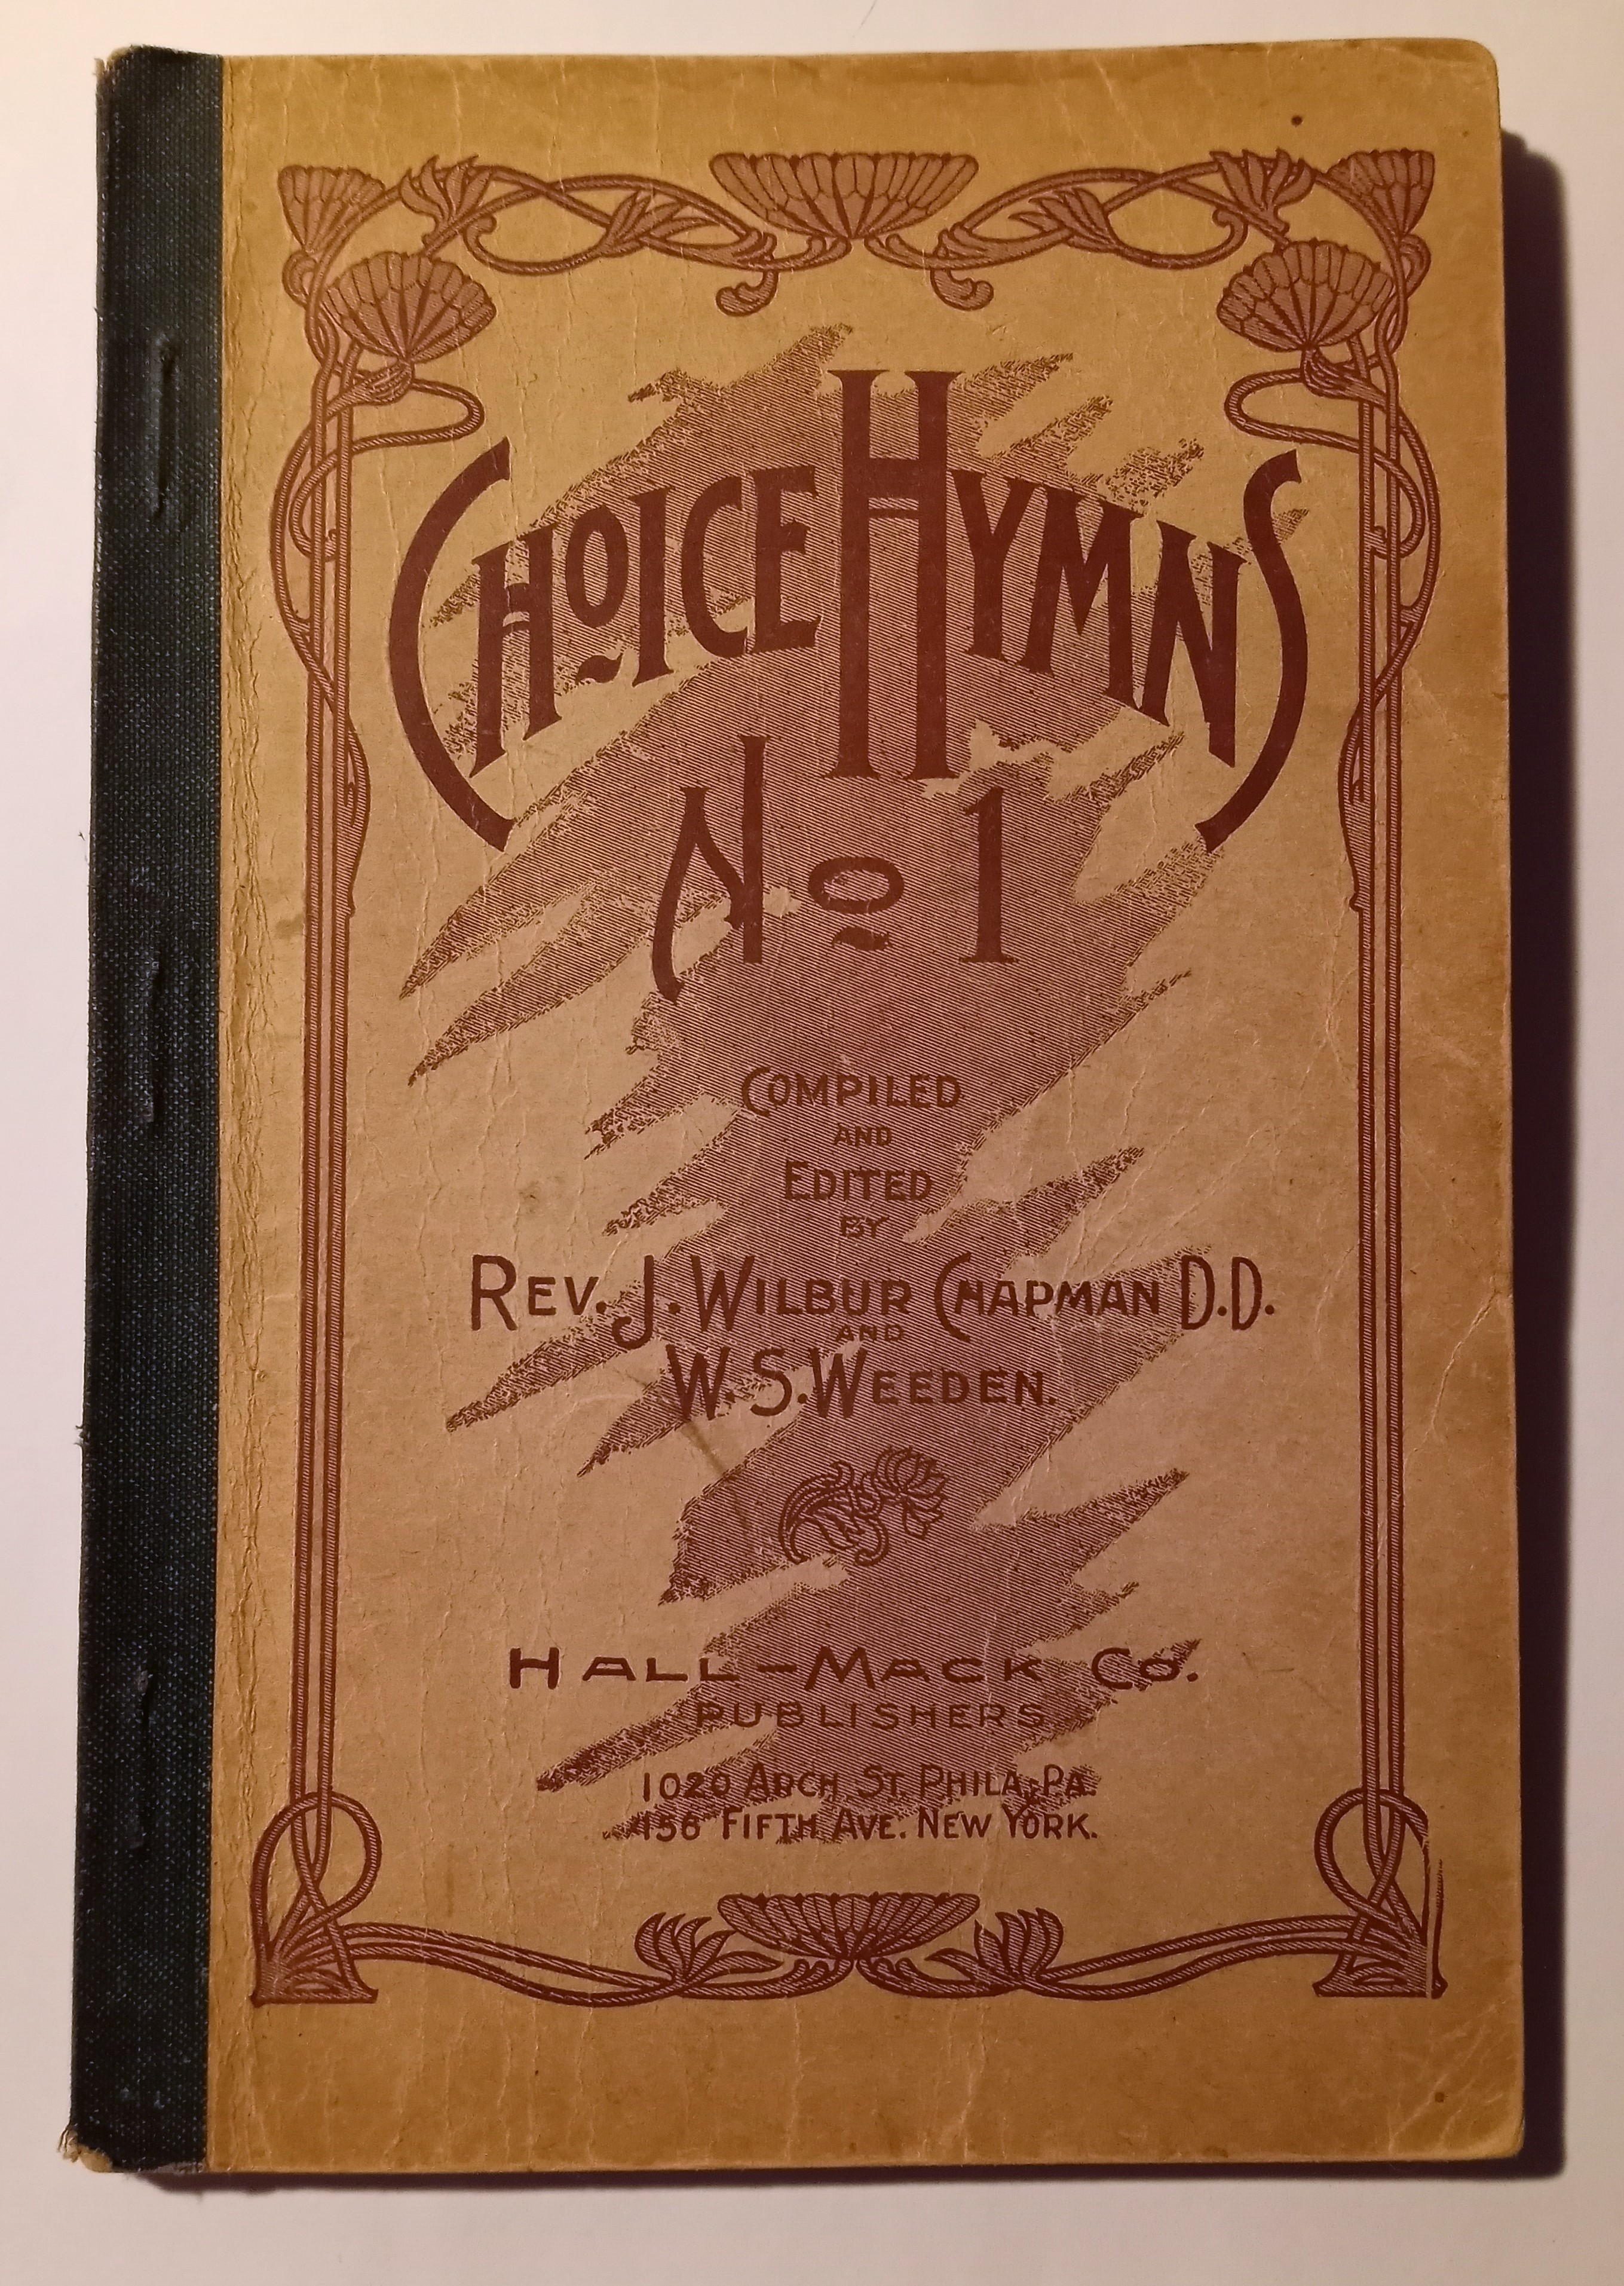 CHOICE HYMNS
No 1
COMPILED
AND
EDITED
BY
REV. J. WILBUR CHAPMAN D.D.
AND
W. S. WEEDEN.
HALL-MACK CO.
PUBLISHERS
1020 ARCH ST. PHILA, PA.
156 FIFTH AVE. NEW YORK.